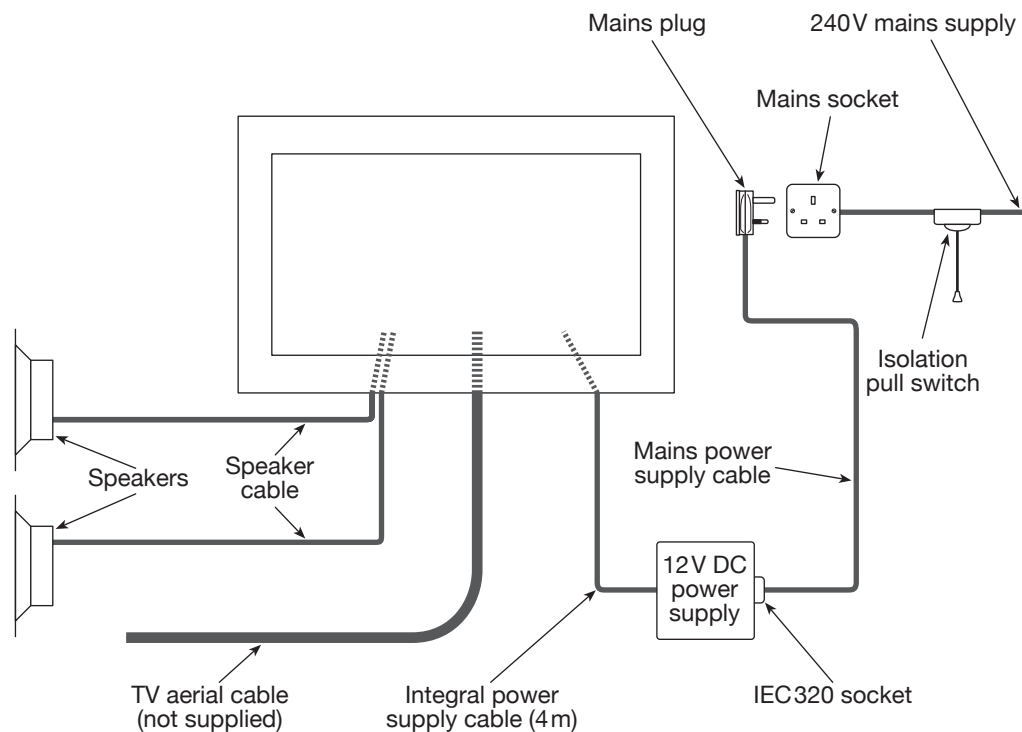 Mains plug
240V mains supply
Mains socket
Isolation
pull switch
Speakers
Speaker
cable
Mains power
supply cable
12V DC
power
supply
TV aerial cable
(not supplied)
Integral power
supply cable (4m)
IEC320 socket